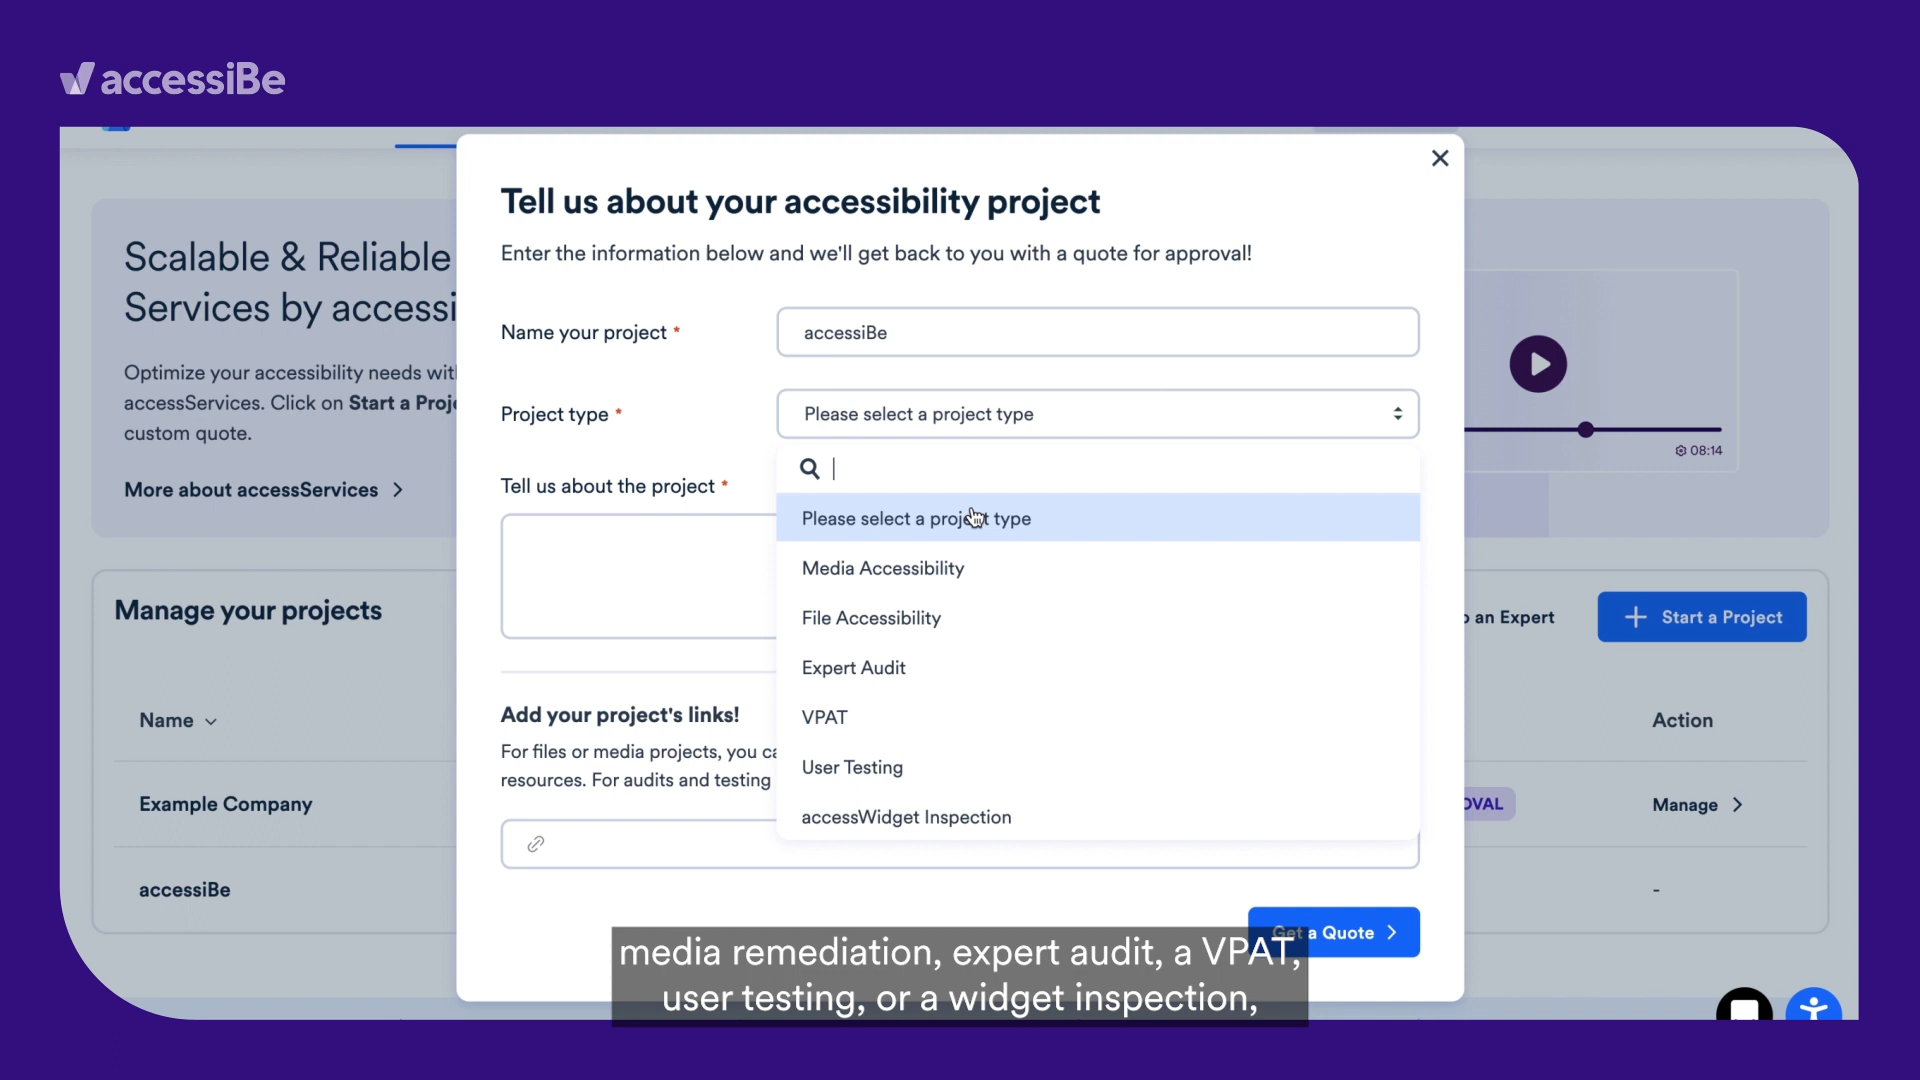 accessiBe
Tell us about your accessibility project
Enter the information below and we'll get back to you with a quote for approval!
Name your project *
accessiBe
Project type *
Please select a project type
Tell us about the project *
Please select a project type
Media Accessibility
File Accessibility
Expert Audit
VPAT
User Testing
accessWidget Inspection
Add your project's links!
For files or media projects, you
resources. For audits and testing
Get a Quote
Scalable & Reliable
Services by
Optimize your accessibility needs
accessServices. Click on Start a
custom quote.
More about accessServices
08:14
Manage your projects
an Expert
Start a Project
Name
Action
Example Company
Manage
accessiBe
-
media remediation, expert audit, a VPAT,
user testing, or a widget inspection,